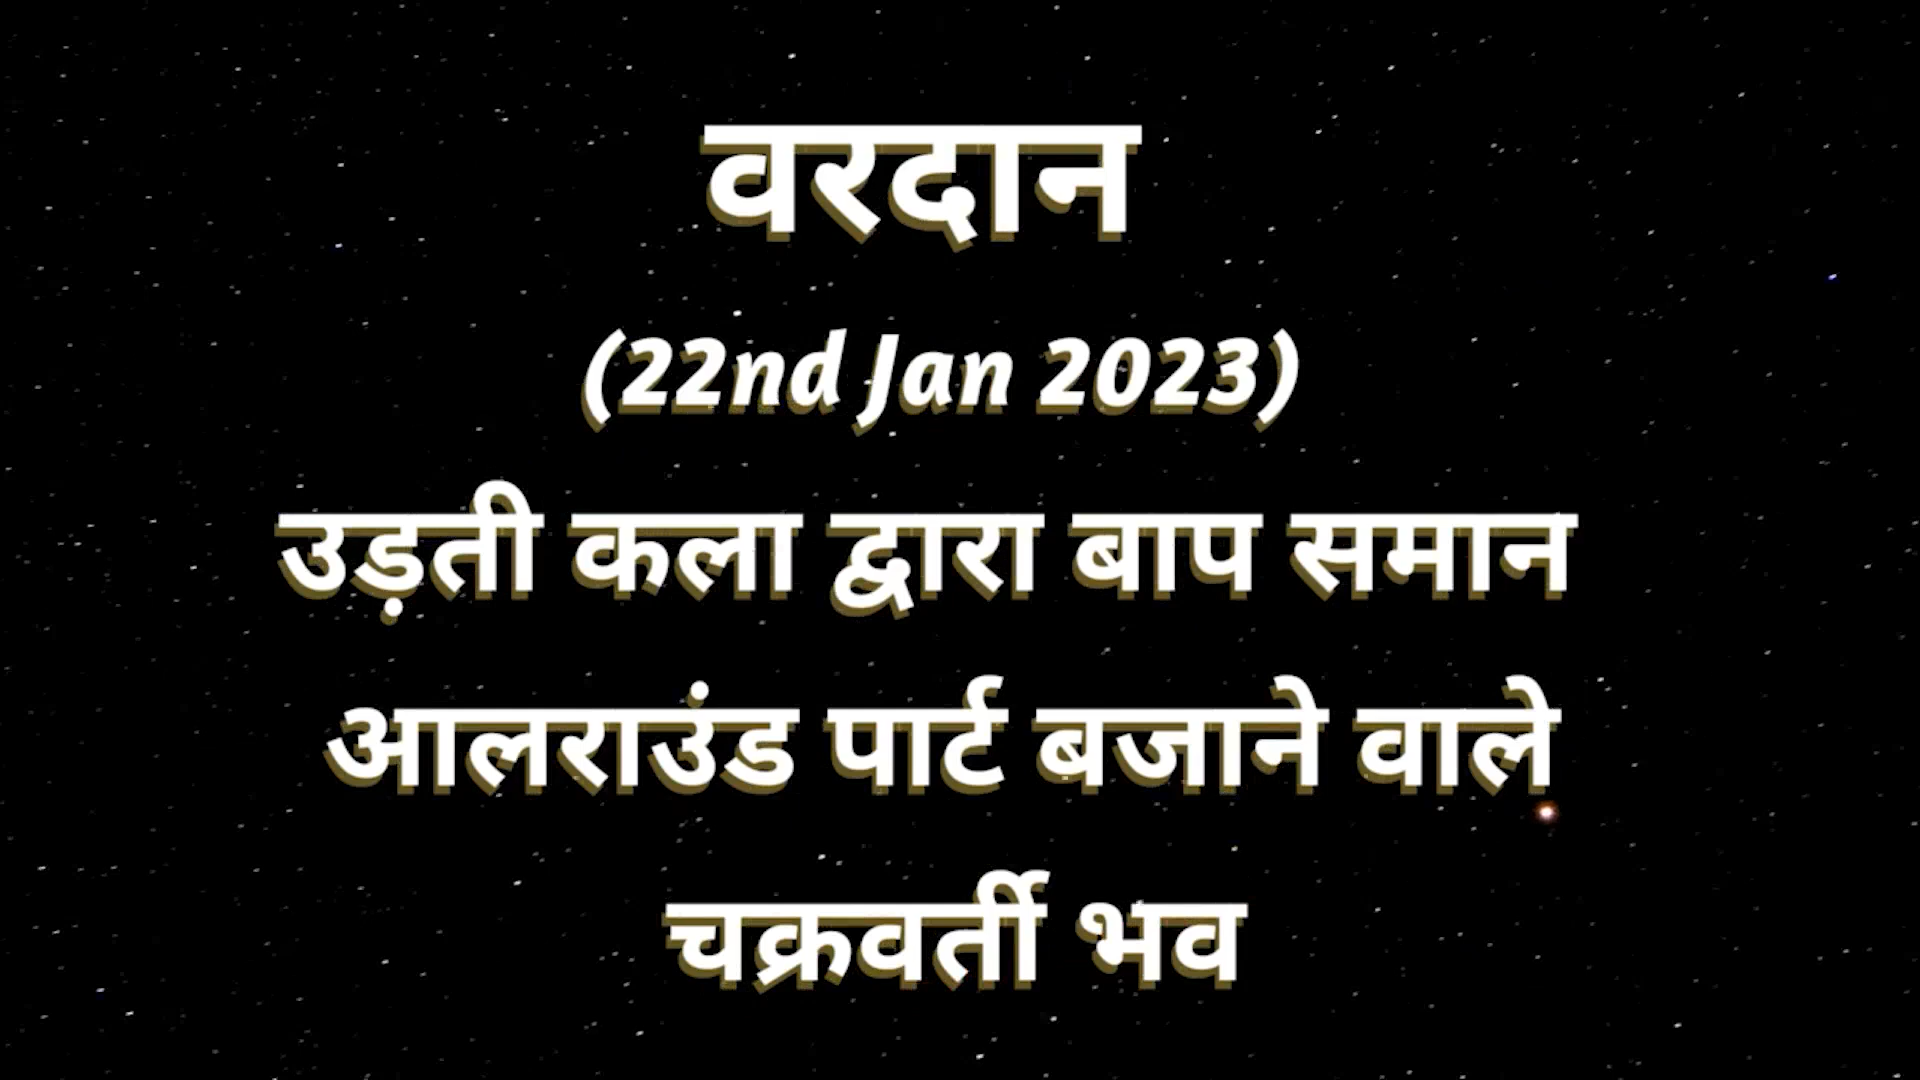 वरदान
(22nd Jan 2023)
उड़ती कला द्वारा बाप समान
आलराउंड पार्ट बजाने वाले
चक्रवर्ती भव